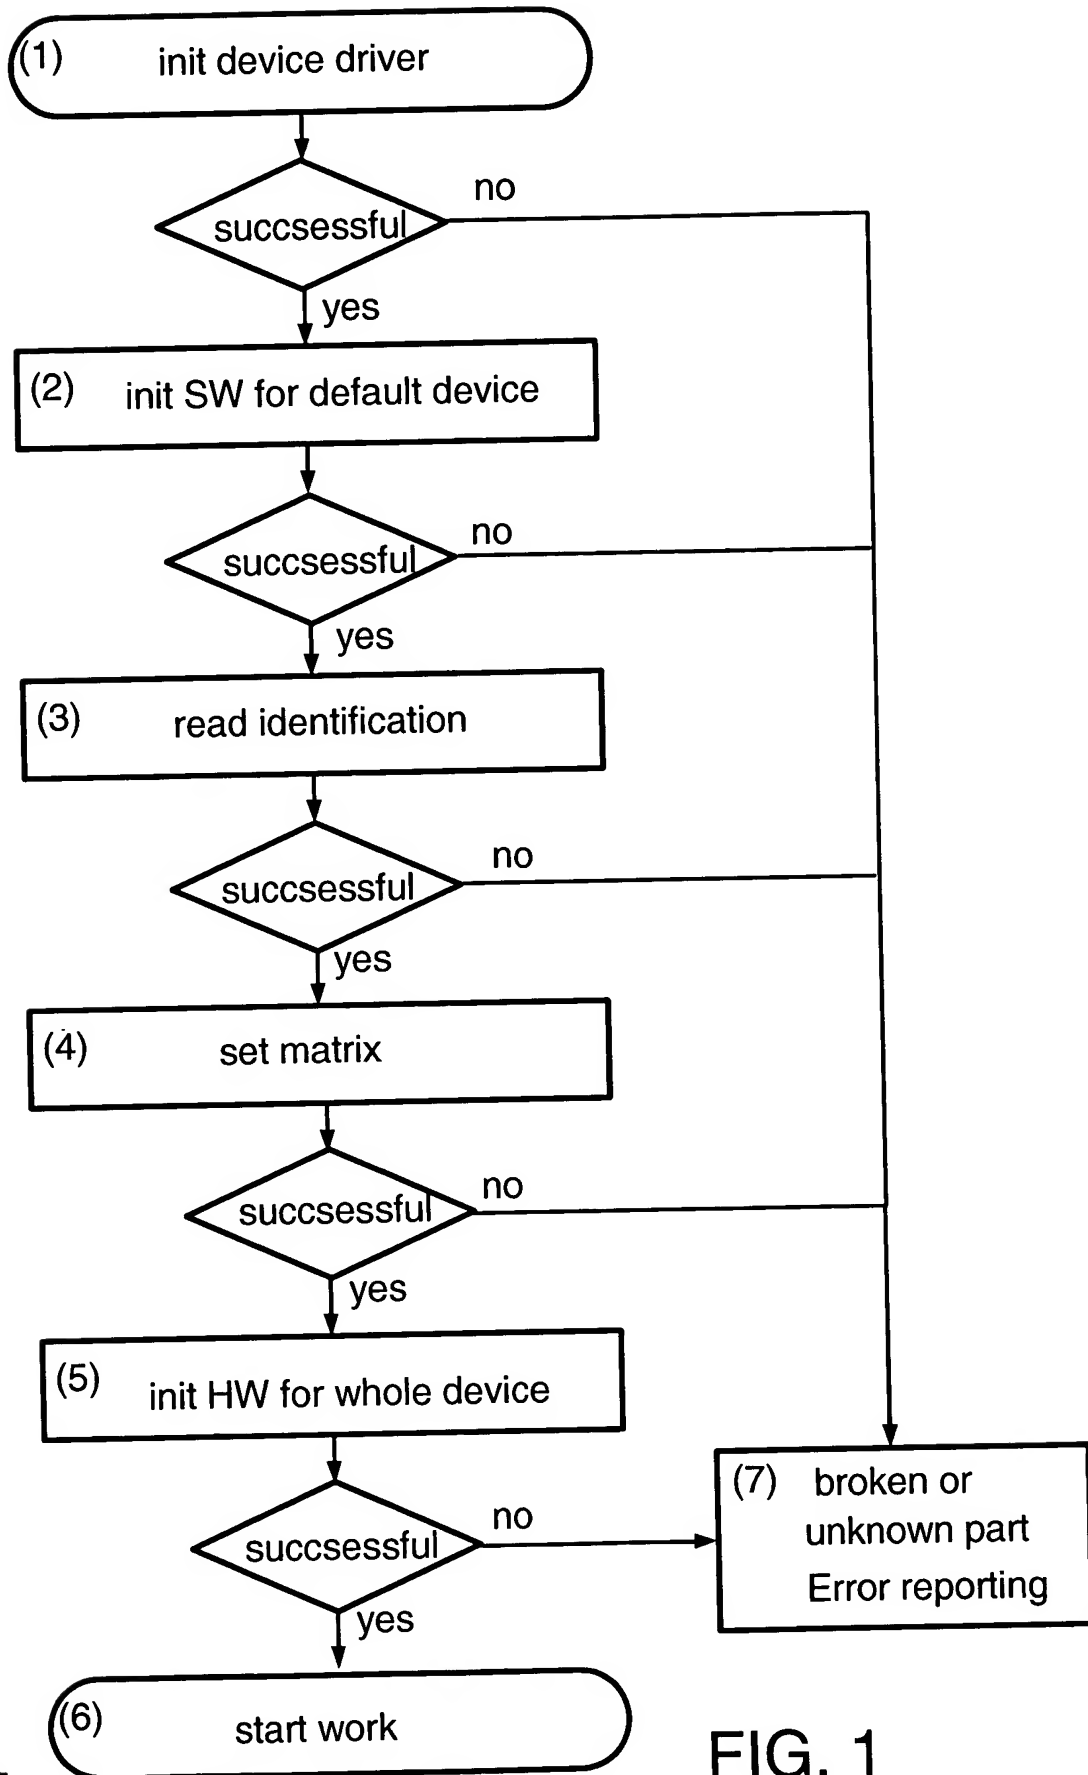 (1) init device driver
succsessful
no
yes
(2) init SW for default device
succsessful
no
yes
(3) read identification
succsessful
no
yes
(4) set matrix
succsessful
no
yes
(5) init HW for whole device
succsessful
no
yes
(7) broken or
unknown part
Error reporting
(6) start work
FIG. 1